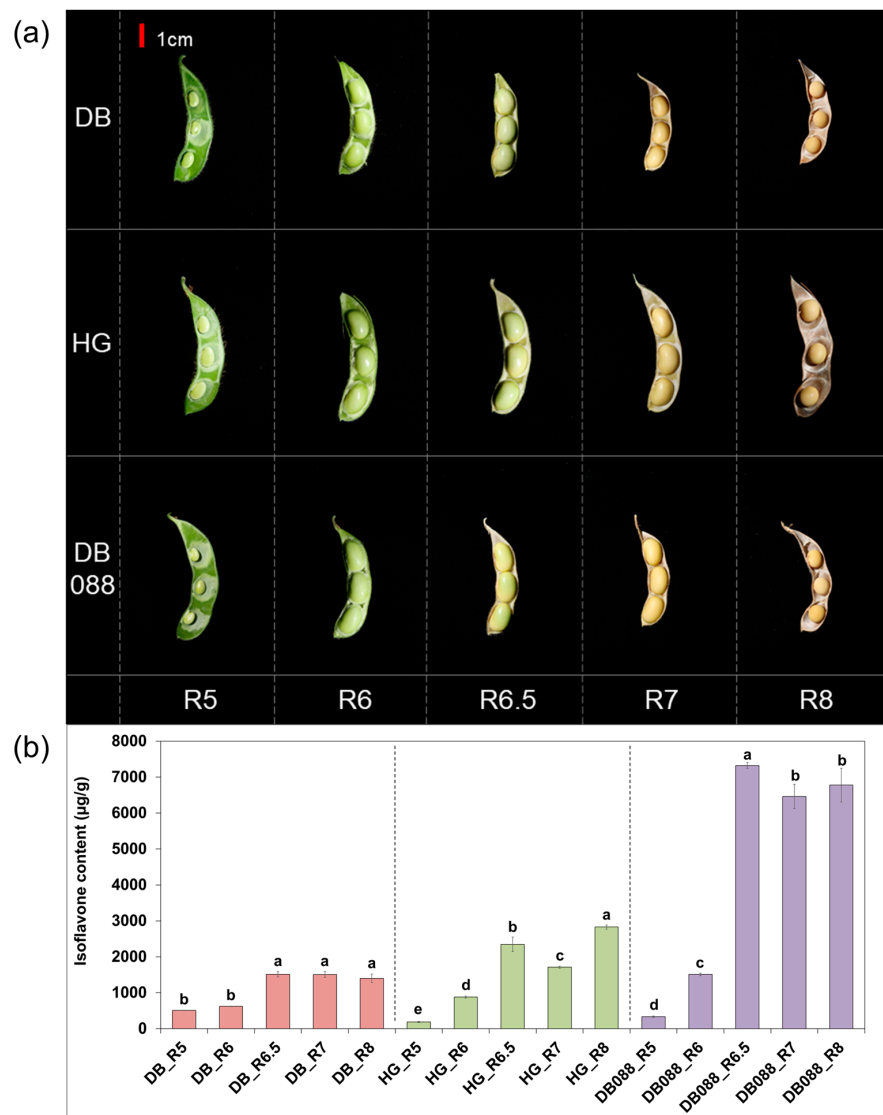 (a)
1cm
DB
HG
DB
088
R5 R6 R6.5 R7 R8
(b)
8000
7000
6000
5000
4000
3000
2000
1000
0
Isoflavone content (µg/g)
b b a a a e d b c a d c a b b
DB_R5 DB_R6 DB_R6.5 DB_R7 DB_R8 HG_R5 HG_R6 HG_R6.5 HG_R7 HG_R8 DB088_R5 DB088_R6 DB088_R6.5 DB088_R7 DB088_R8